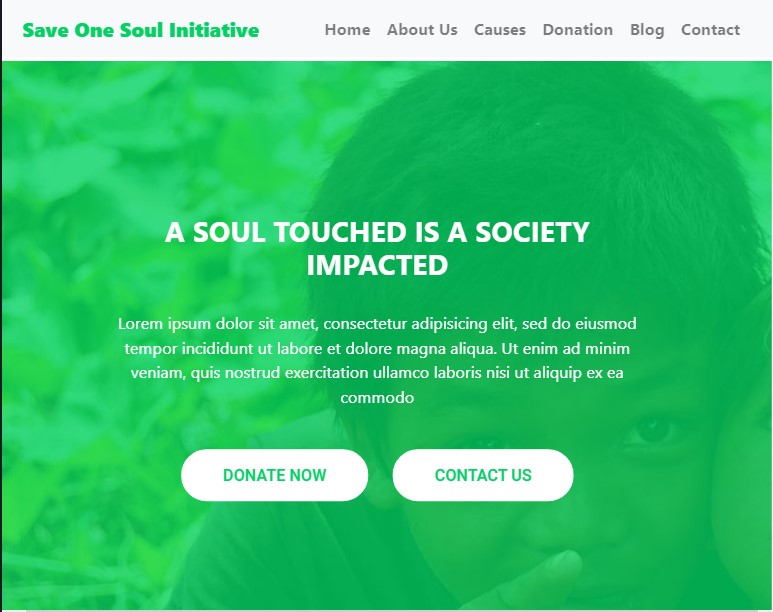 Save One Soul Initiative Home About Us Causes Donation Blog Contact
A SOUL TOUCHED IS A SOCIETY
IMPACTED
Lorem ipsum dolor sit amet, consectetur adipisicing elit, sed do eiusmod
tempor incididunt ut labore et dolore magna aliqua. Ut enim ad minim
veniam, quis nostrud exercitation ullamco laboris nisi ut aliquip ex ea
commodo
DONATE NOW CONTACT US